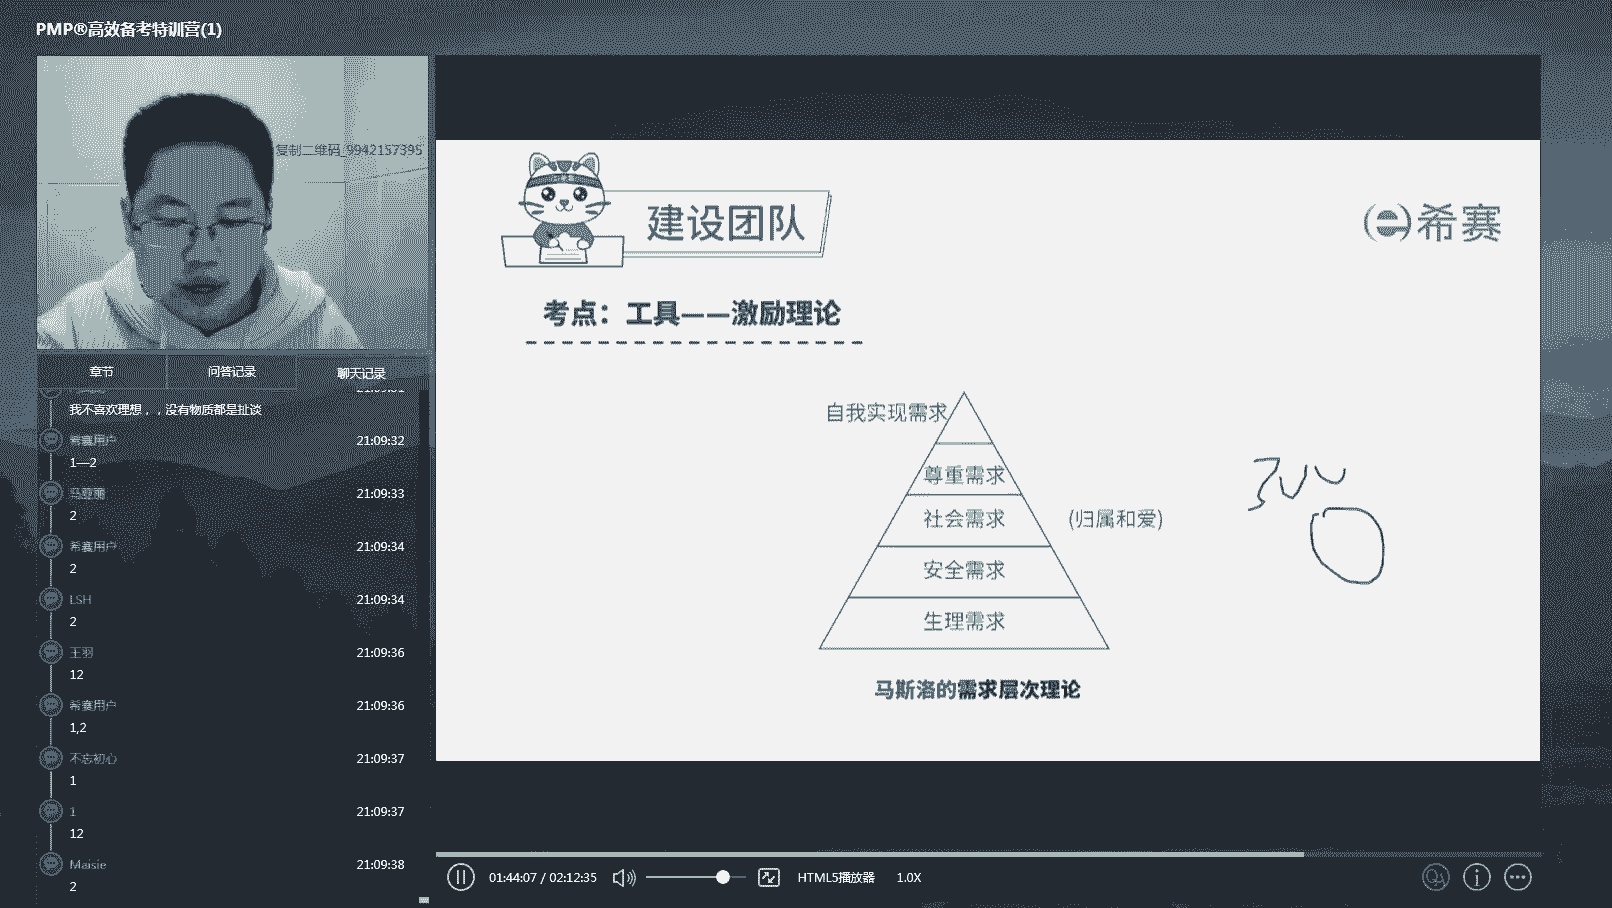 PMP®高效备考特训营(1)
复制二维码_9942157395
章节
问答记录
聊天记录
我不喜欢理想，，没有物质都是扯谈
希赛用户
21:09:32
1—2
21:09:33
2
希赛用户
21:09:34
2
LSH
21:09:34
2
王羽
21:09:36
12
希赛用户
21:09:36
1,2
不忘初心
21:09:37
1
1
21:09:37
12
Maisie
21:09:38
2
建设团队
希赛
考点：工具——激励理论
自我实现需求
尊重需求
社会需求
(归属和爱)
安全需求
生理需求
马斯洛的需求层次理论
01:44:07 / 02:12:35
HTML5播放器
1.0X